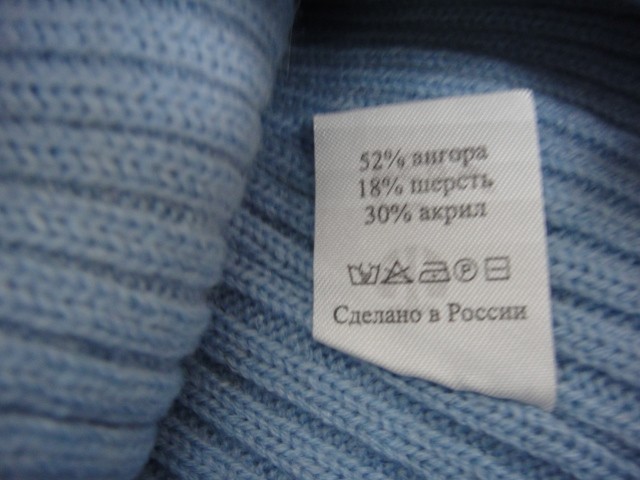 52% ангора
18% шерсть
30% акрил
Сделано в России